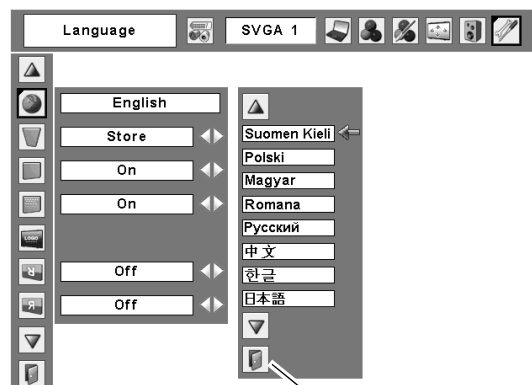 Language
SVGA 1
English
Store
On
On
LOGO
R
R
Off
Off
Suomen Kieli
Polski
Magyar
Romana
Русский
中文
한글
日本語